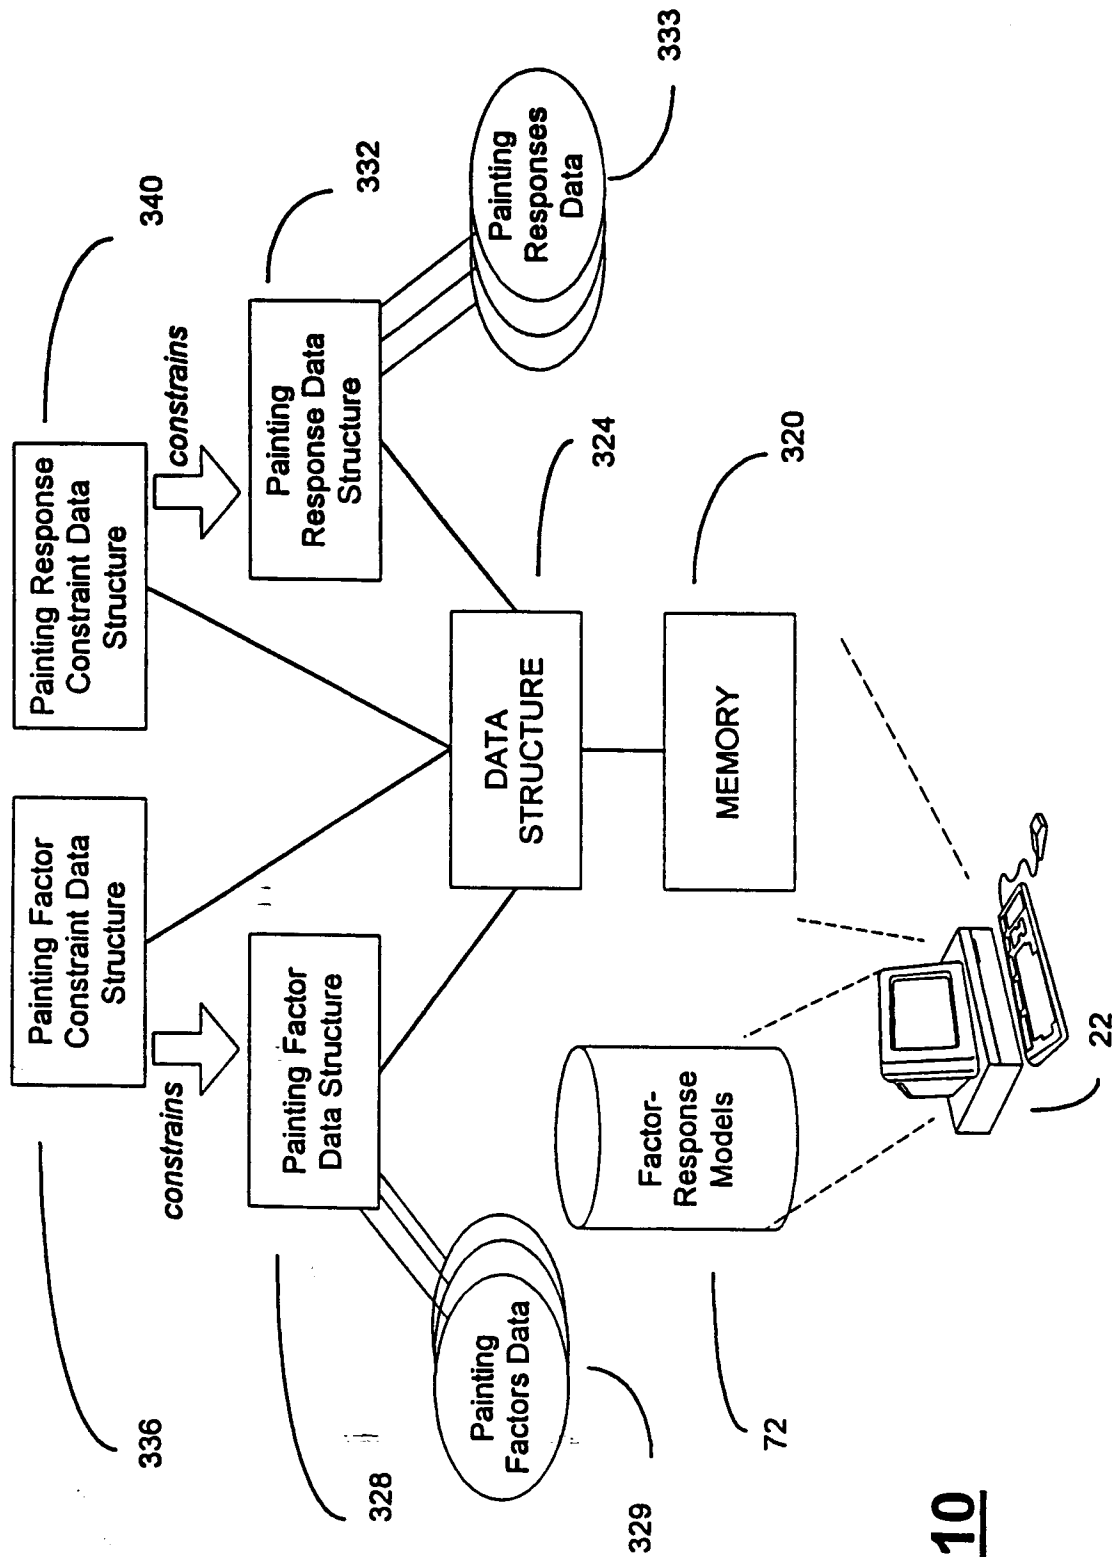 336
Painting Factor
Constraint Data
Structure
Painting Response
Constraint Data
Structure
340
constrains
constrains
328
Painting Factor
Data Structure
Painting
Response Data
Structure
332
329
Painting
Factors Data
DATA
STRUCTURE
324
Painting
Responses
Data
333
72
Factor-
Response
Models
MEMORY
320
22
10